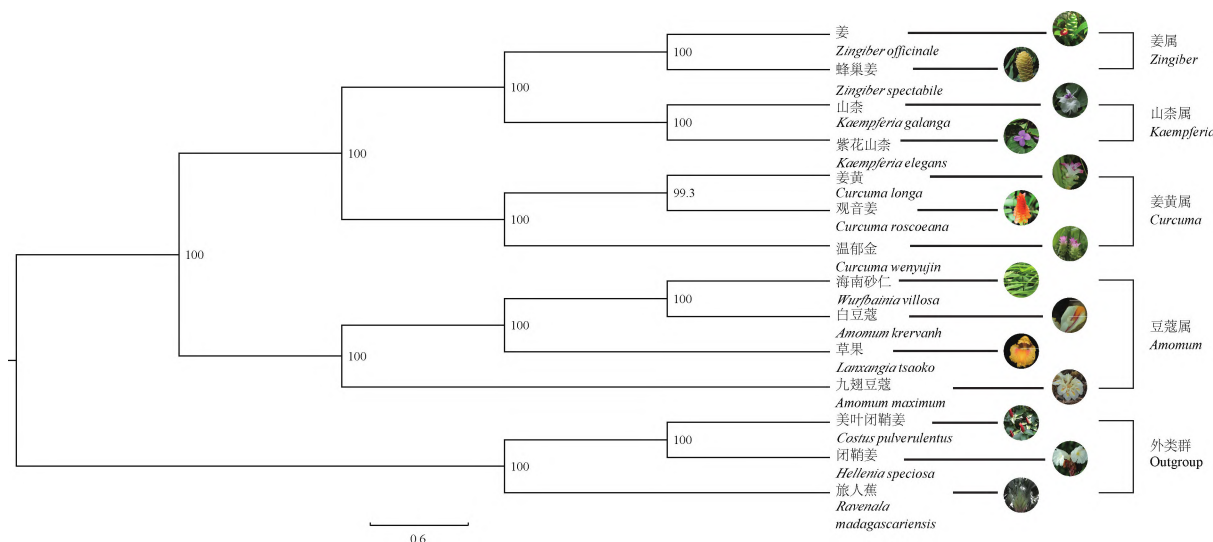 姜
Zingiber officinale
蜂巢姜
Zingiber spectabile
山柰
Kaempferia galanga
紫花山柰
Kaempferia elegans
姜黄
Curcuma longa
观音姜
Curcuma roscoeana
温郁金
Curcuma wenyujin
海南砂仁
Wurfbainia villosa
白豆蔻
Amomum krervanh
草果
Lanxangia tsaoko
九翅豆蔻
Amomum maximum
美叶闭鞘姜
Costus pulverulentus
闭鞘姜
Hellenia speciosa
旅人蕉
Ravenala
madagascariensis
姜属
Zingiber
山柰属
Kaempferia
姜黄属
Curcuma
豆蔻属
Amomum
外类群
Outgroup
100
100
100
100
99.3
100
100
100
100
100
100
100
0.6